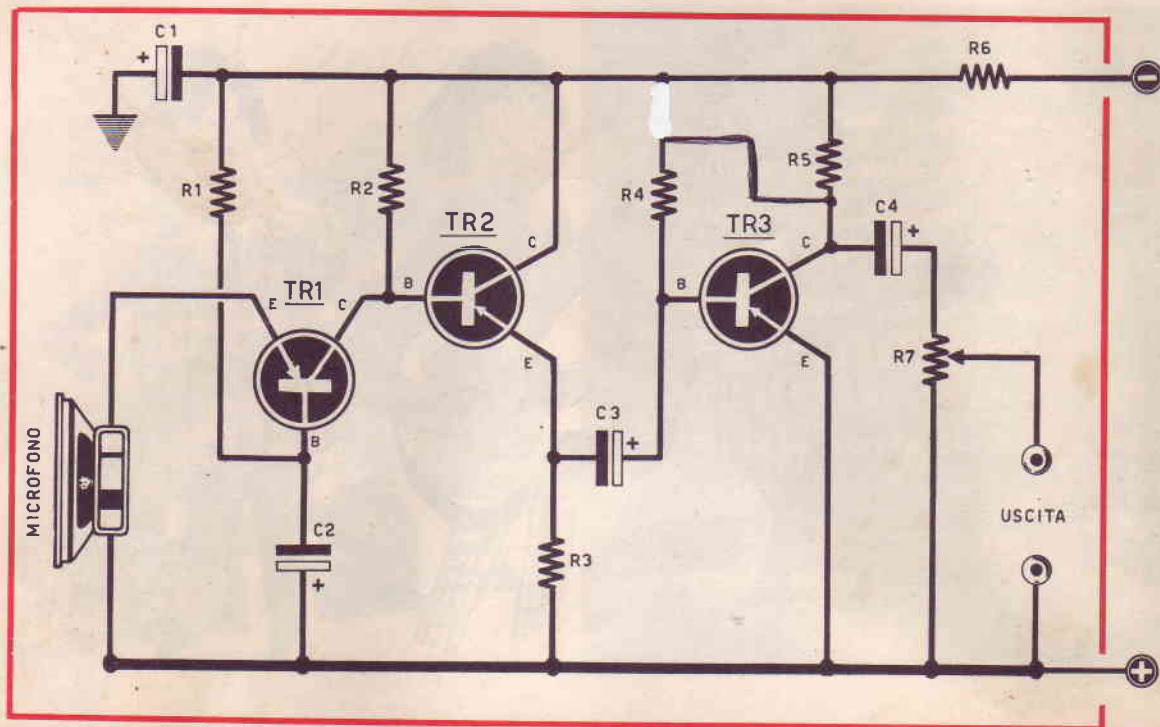 C1
+
R6
−
R1
R2
R4
R5
TR2
TR3
C4
+
C
C
B
B
E
TR1
C
R7
E
E
C3
+
B
MICROFONO
C2
+
R3
USCITA
+